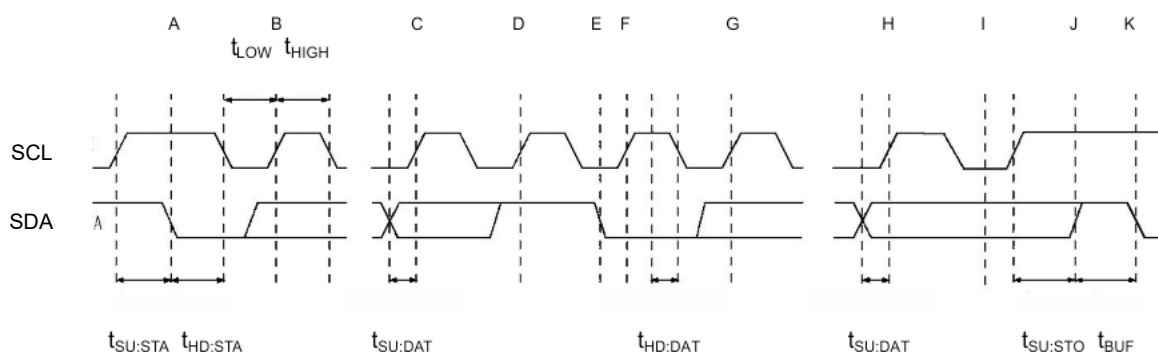 A B C D E F G H I J K
tLOW tHIGH
SCL
SDA A
tSU:STA tHD:STA tSU:DAT tHD:DAT tSU:DAT tSU:STO tBUF